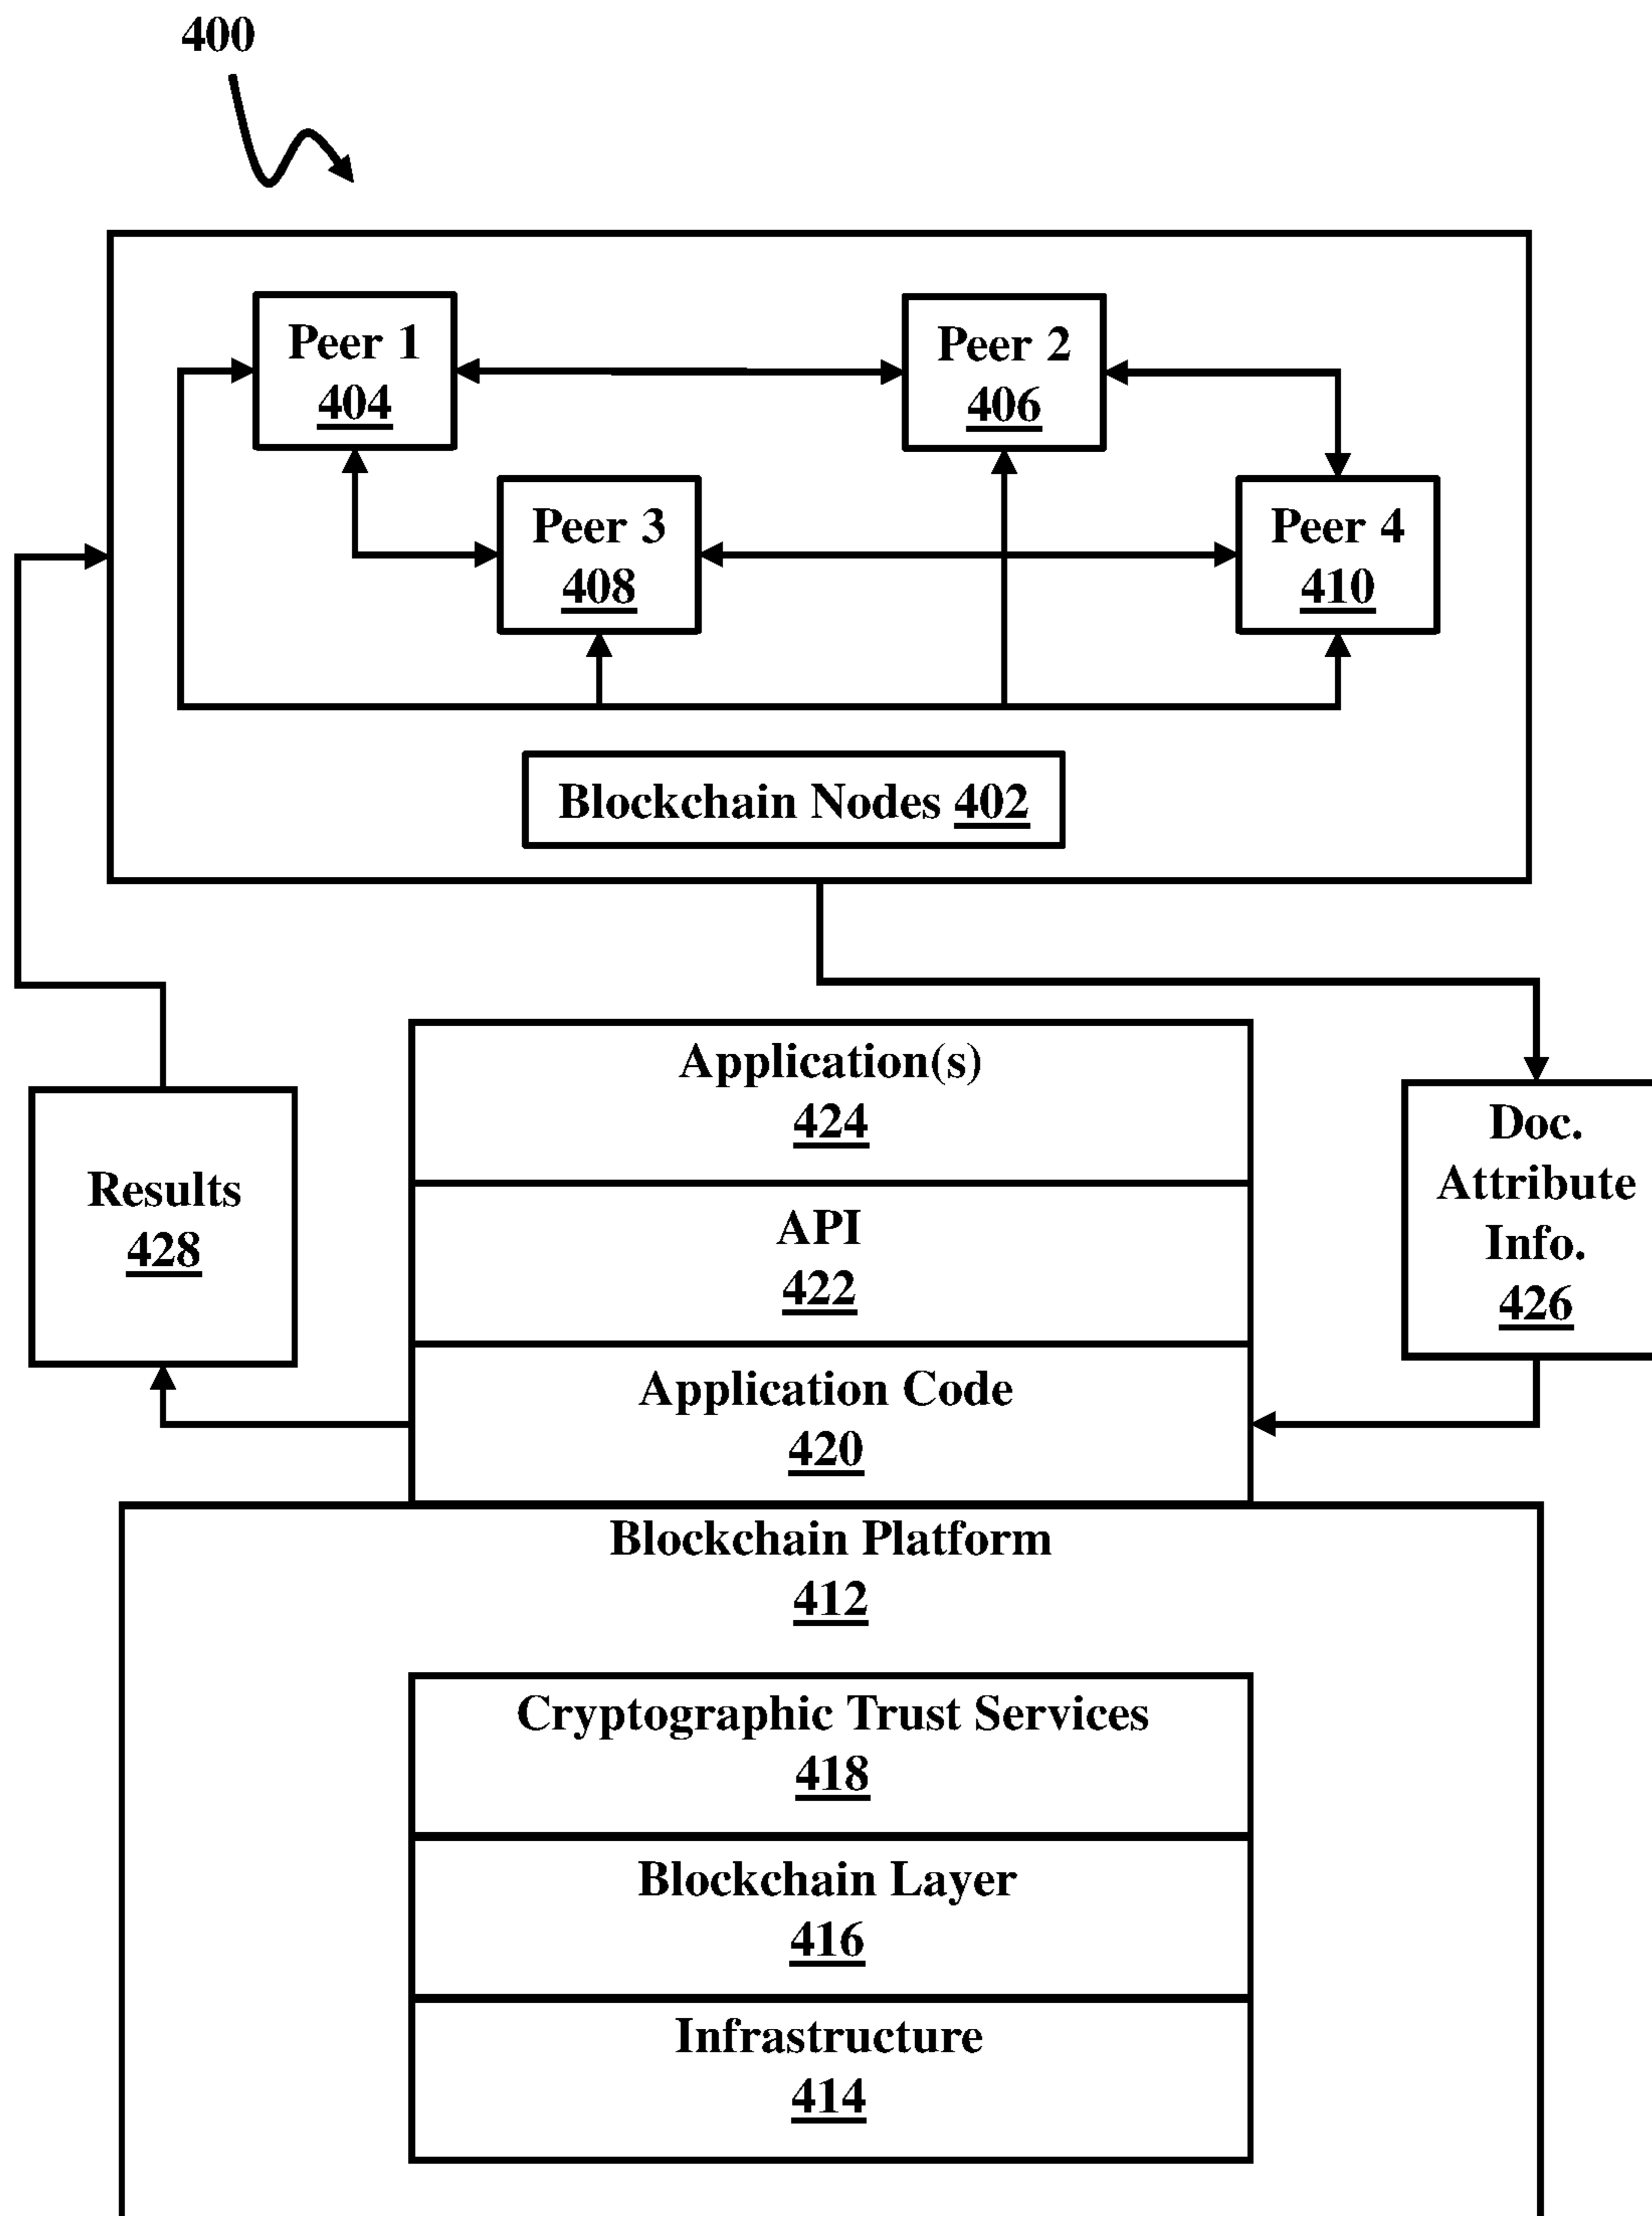 400
Peer 1
404
Peer 2
406
Peer 3
408
Peer 4
410
Blockchain Nodes 402
Application(s)
424
API
422
Application Code
420
Results
428
Doc.
Attribute
Info.
426
Blockchain Platform
412
Cryptographic Trust Services
418
Blockchain Layer
416
Infrastructure
414